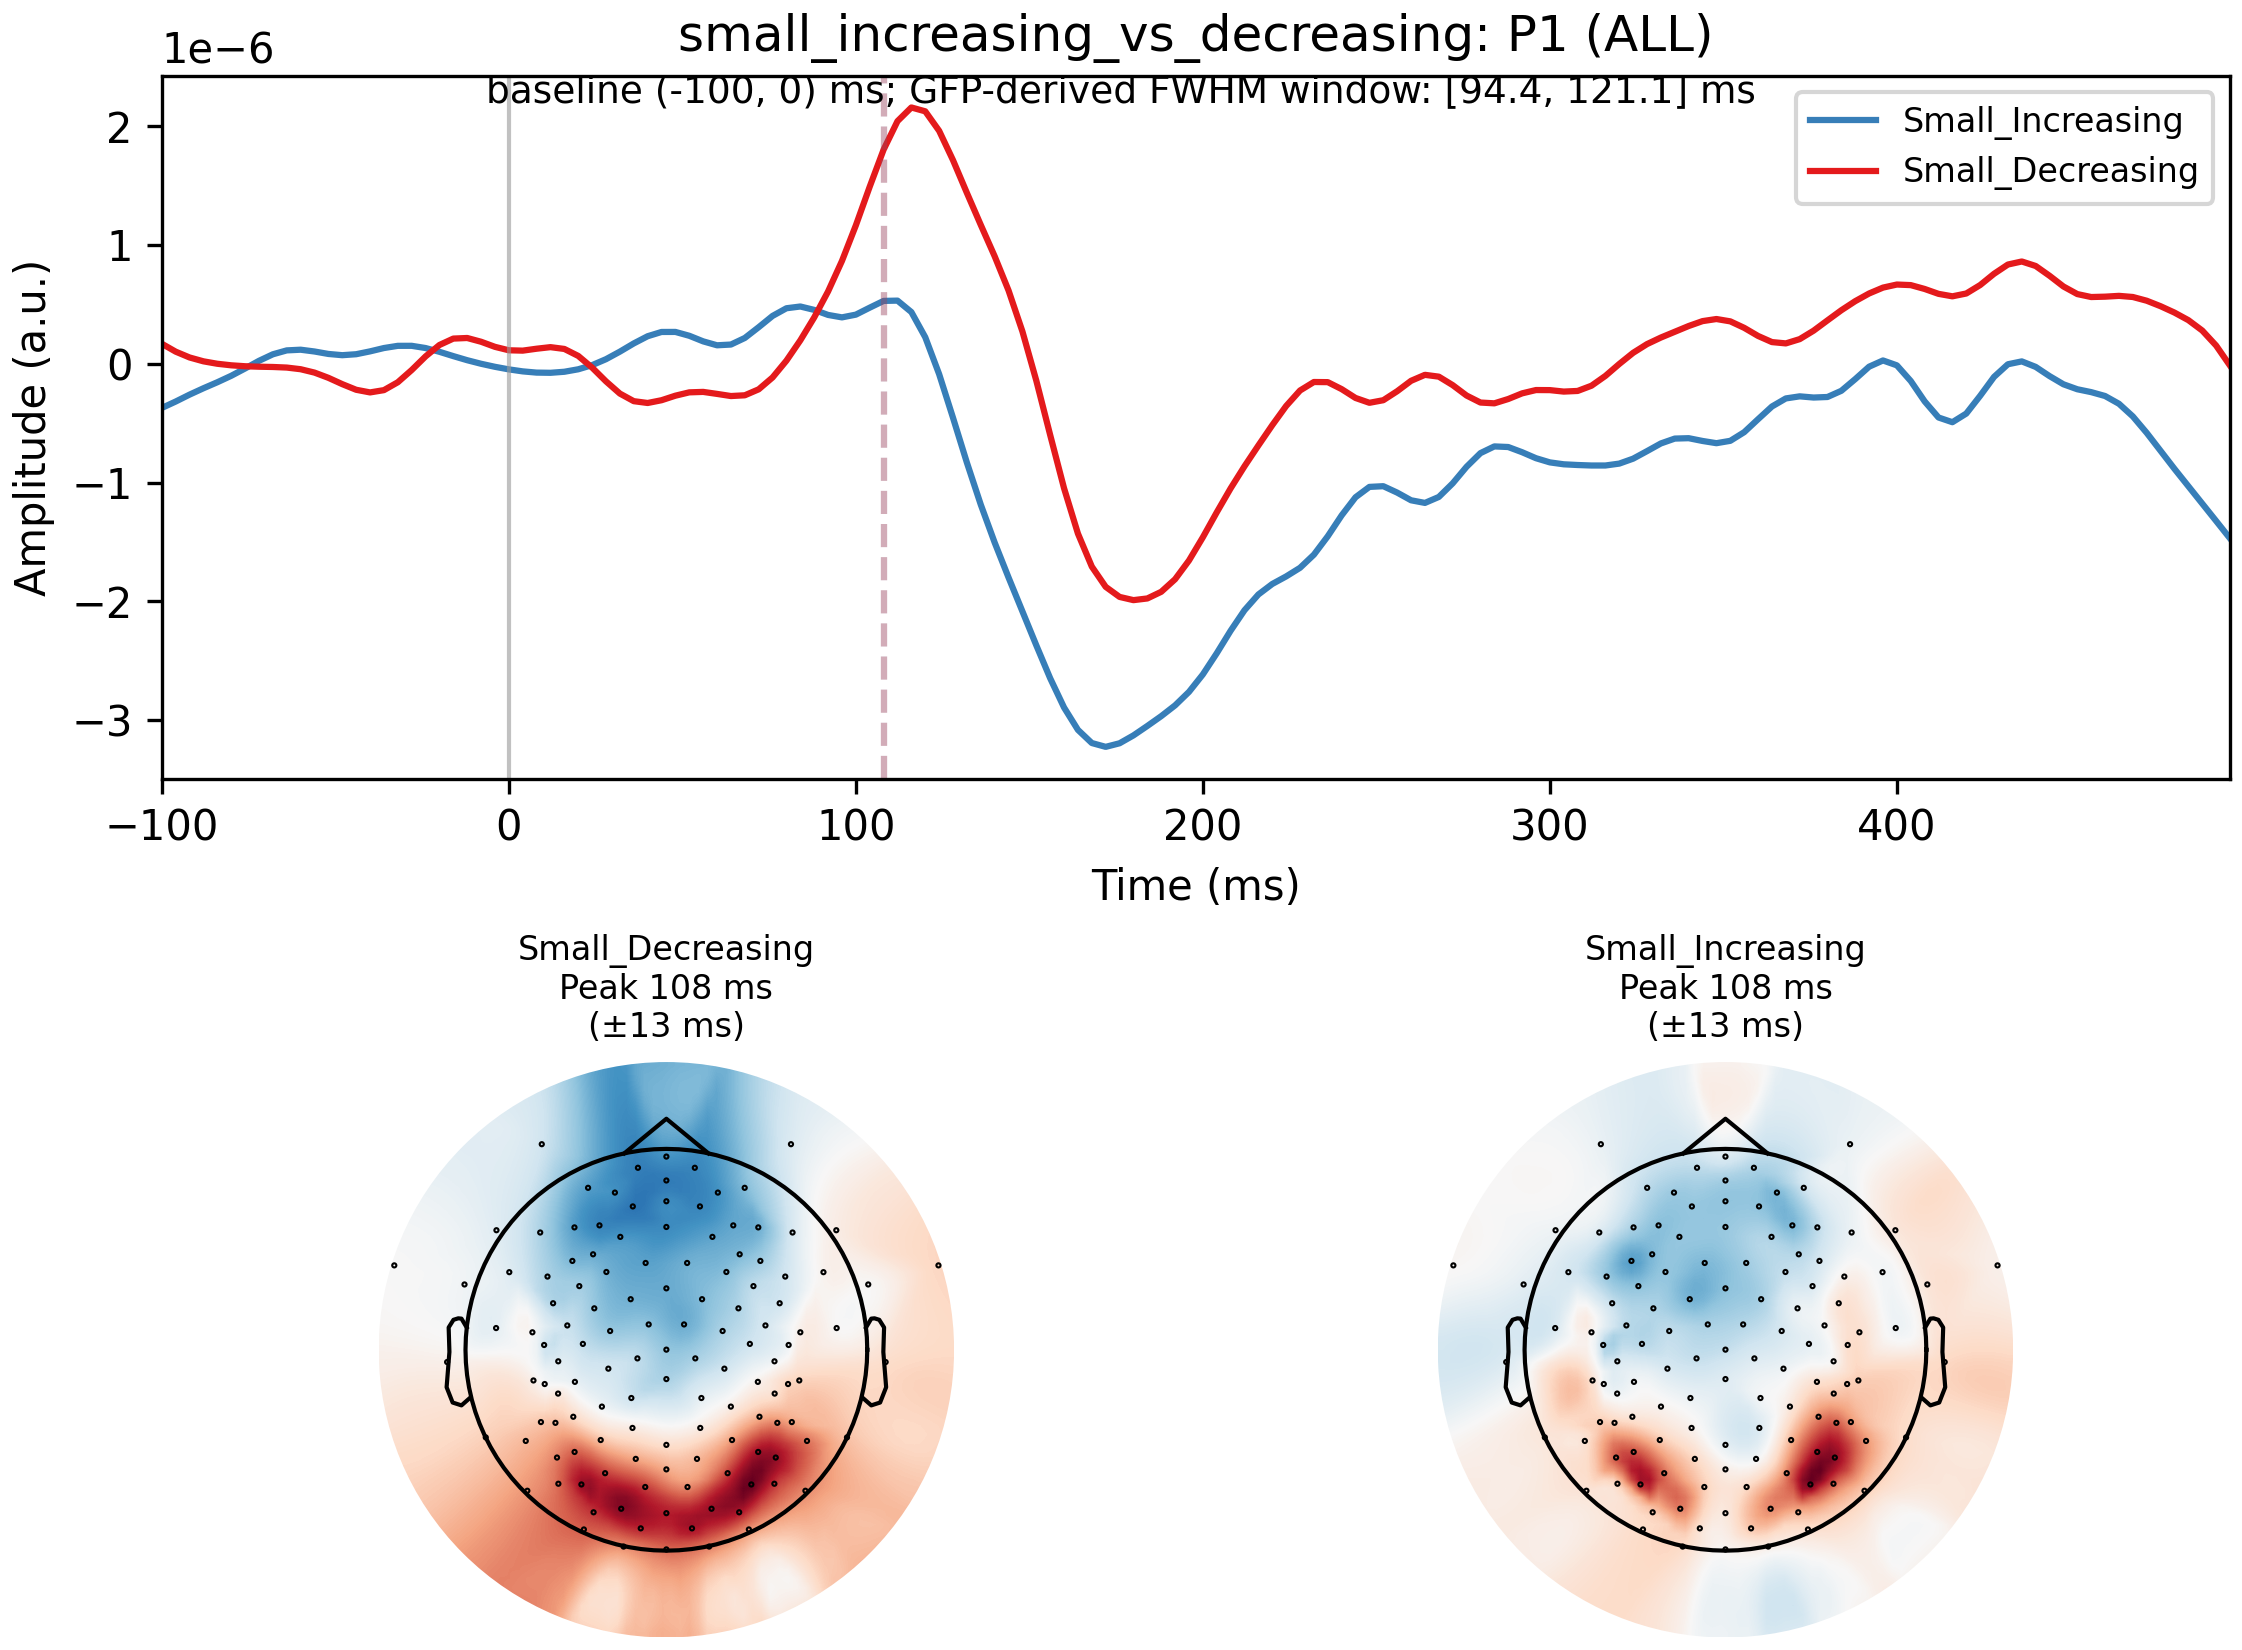 small_increasing_vs_decreasing: P1 (ALL)
1e−6
baseline (-100, 0) ms; GFP-derived FWHM window: [94.4, 121.1] ms
Small_Increasing
Small_Decreasing
Amplitude (a.u.)
2
1
0
−1
−2
−3
−100
0
100
200
300
400
Time (ms)
Small_Decreasing
Peak 108 ms
(±13 ms)
Small_Increasing
Peak 108 ms
(±13 ms)